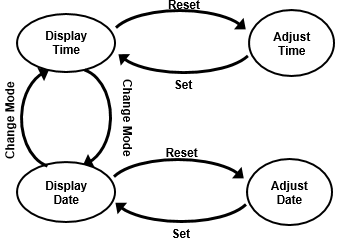 Reset
Display
Time
Adjust
Time
Set
Change Mode
Change Mode
Reset
Display
Date
Adjust
Date
Set